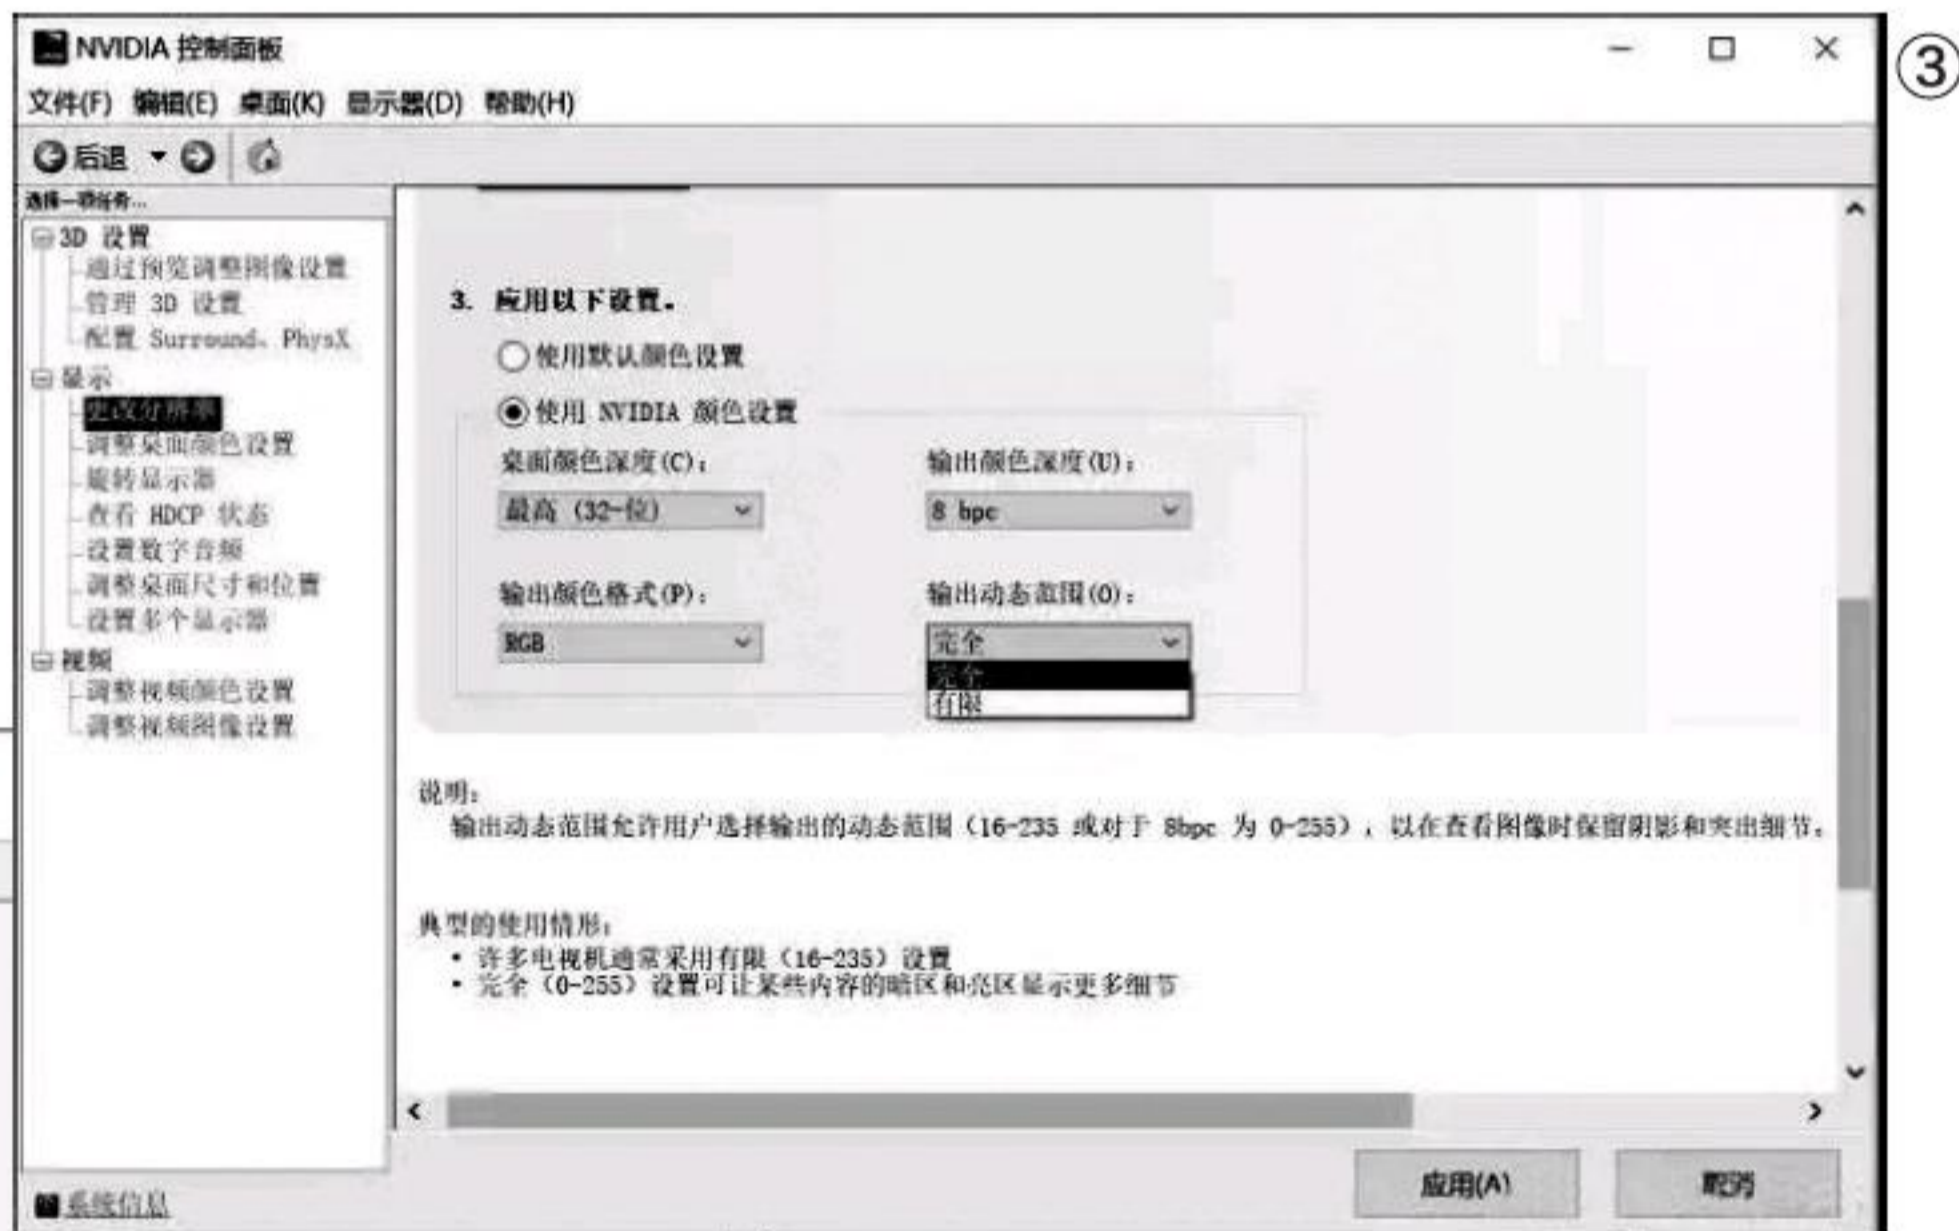 NVIDIA 控制面板
③
文件(F) 编辑(E) 桌面(K) 显示器(D) 帮助(H)
后退
选择一项任务...
3D 设置
通过预览调整图像设置
管理 3D 设置
配置 Surround、PhysX
显示
更改分辨率
调整桌面颜色设置
旋转显示器
查看 HDCP 状态
设置数字音频
调整桌面尺寸和位置
设置多个显示器
视频
调整视频颜色设置
调整视频图像设置
系统信息
3. 应用以下设置。
使用默认颜色设置
使用 NVIDIA 颜色设置
桌面颜色深度(C)：
输出颜色深度(U)：
最高 (32-位)
8 bpc
输出颜色格式(P)：
输出动态范围(O)：
RGB
完全
完全
有限
说明：
输出动态范围允许用户选择输出的动态范围（16-235 或对于 8bpc 为 0-255），以在查看图像时保留阴影和突出细节。
典型的使用情形：
• 许多电视机通常采用有限（16-235）设置
• 完全（0-255）设置可让某些内容的暗区和亮区显示更多细节
应用(A)
取消